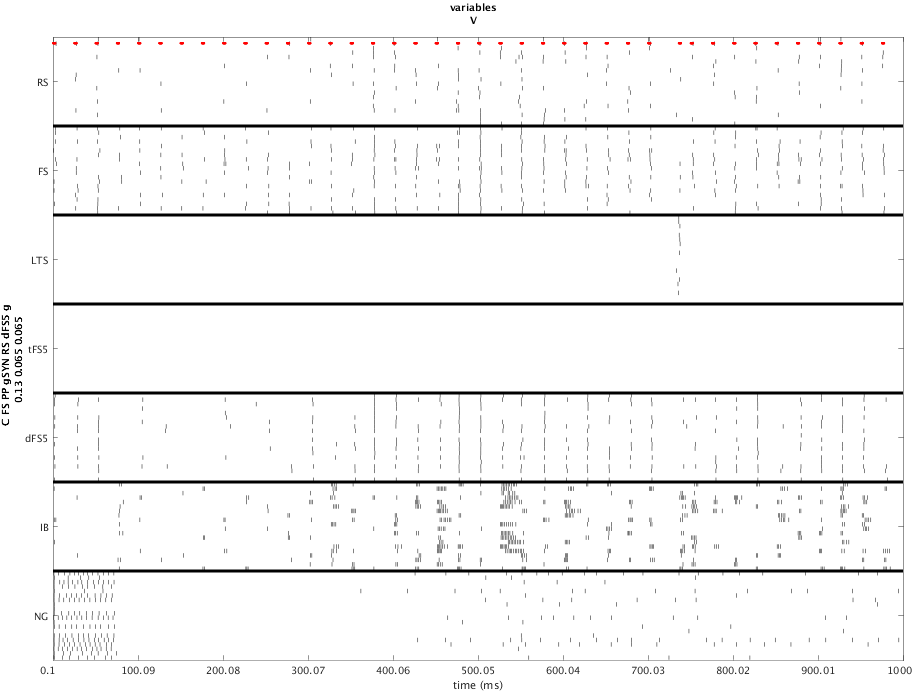 variables
V
RS
FS
LTS
tFS5
dFS5
IB
NG
C FS PP gSYN RS dFS5 g
0.13 0.065 0.065
0.1 100.09 200.08 300.07 400.06 500.05 600.04 700.03 800.02 900.01 1000
time (ms)